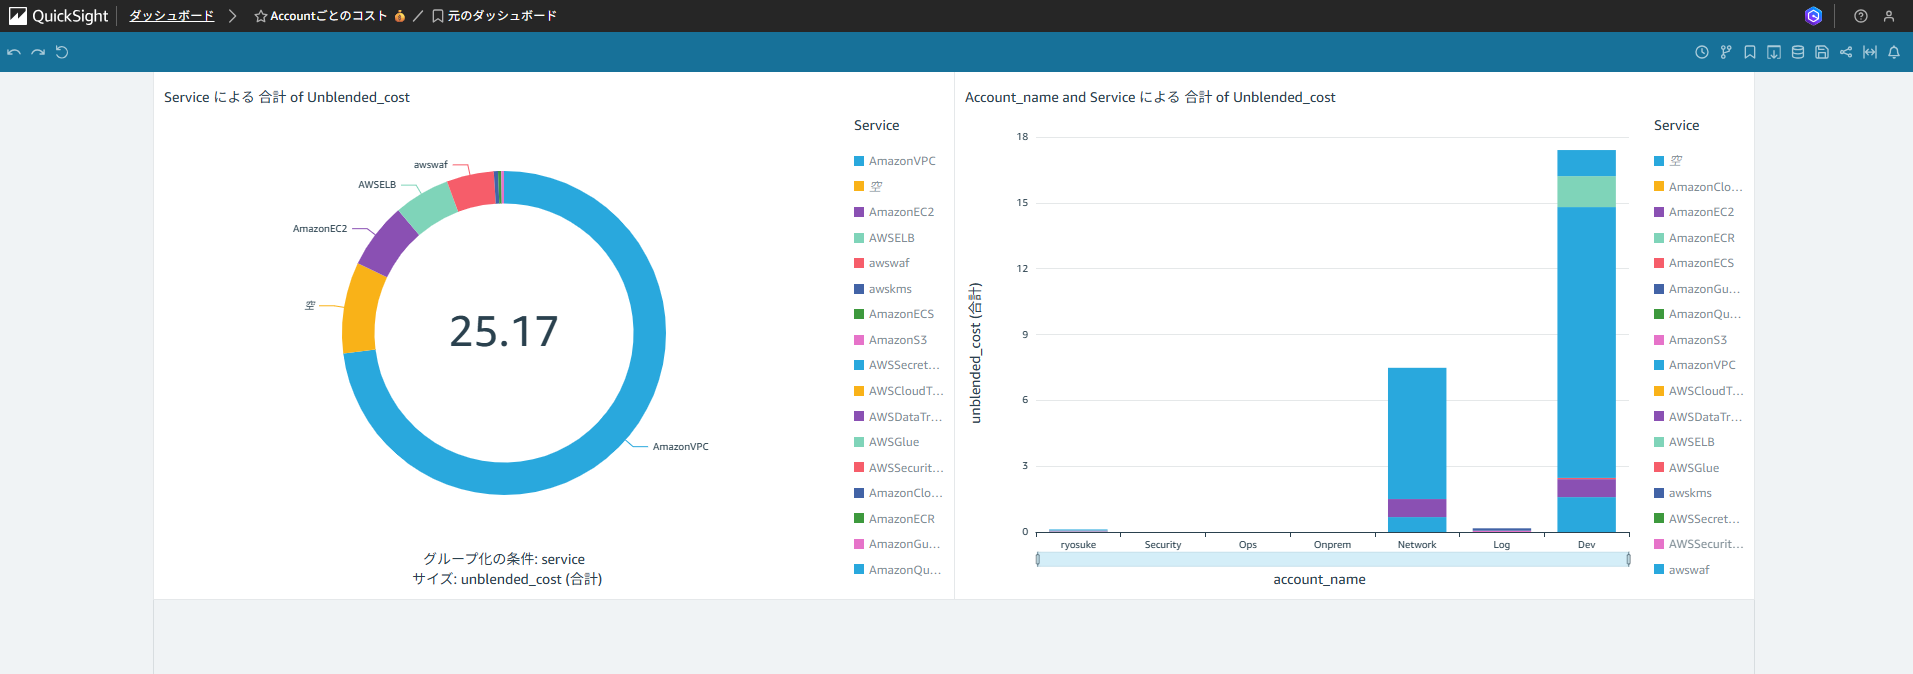 QuickSight ダッシュボード Accountごとのコスト 💰 / 元のダッシュボード
Service による 合計 of Unblended_cost
25.17
awswaf
AWSELB
AmazonEC2
空
AmazonVPC
グループ化の条件: service
サイズ: unblended_cost (合計)
Service
AmazonVPC
空
AmazonEC2
AWSELB
awswaf
awskms
AmazonECS
AmazonS3
AWSSecret...
AWSCloudT...
AWSDataTr...
AWSGlue
AWSSecurit...
AmazonClo...
AmazonECR
AmazonGu...
AmazonQu...
Account_name and Service による 合計 of Unblended_cost
unblended_cost (合計)
18
15
12
9
6
3
0
ryosuke Security Ops Onprem Network Log Dev
account_name
Service
空
AmazonClo...
AmazonEC2
AmazonECR
AmazonECS
AmazonGu...
AmazonQu...
AmazonS3
AmazonVPC
AWSCloudT...
AWSDataTr...
AWSELB
AWSGlue
awskms
AWSSecret...
AWSSecurit...
awswaf